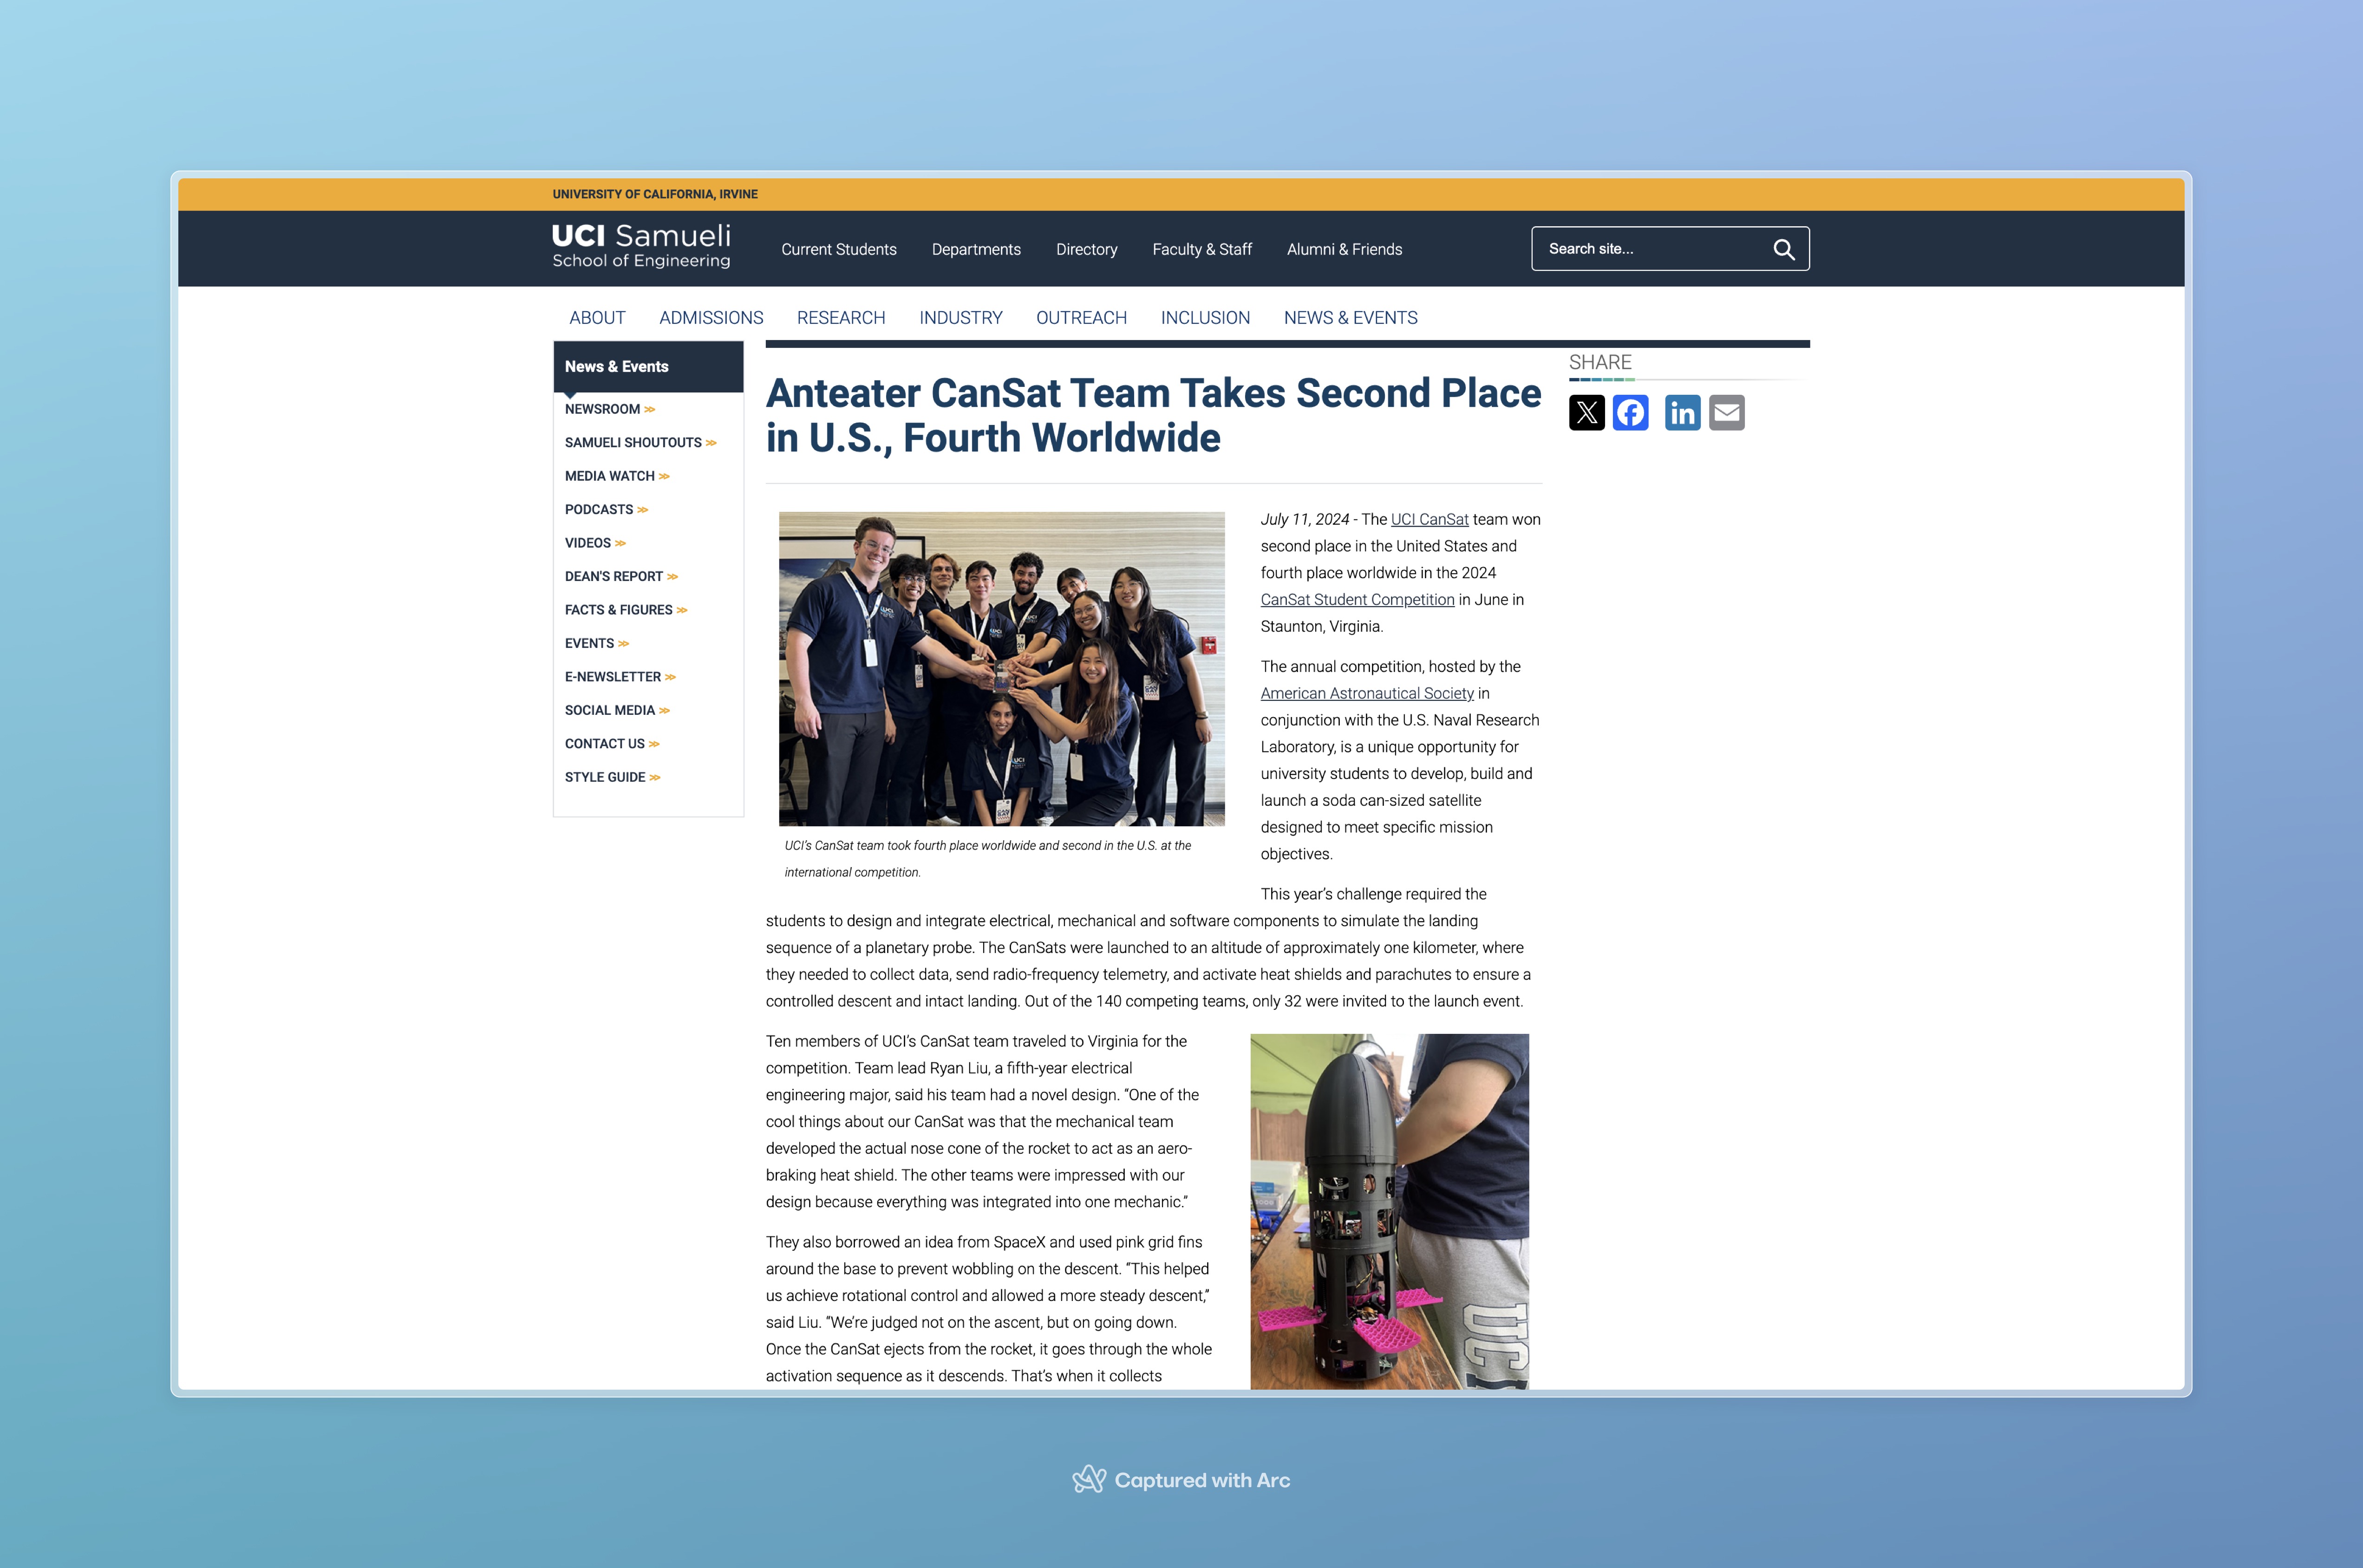 UNIVERSITY OF CALIFORNIA, IRVINE
UCI Samueli
School of Engineering
Current Students
Departments
Directory
Faculty & Staff
Alumni & Friends
Search site...
ABOUT
ADMISSIONS
RESEARCH
INDUSTRY
OUTREACH
INCLUSION
NEWS & EVENTS
News & Events
NEWSROOM >>
SAMUELI SHOUTOUTS >>
MEDIA WATCH >>
PODCASTS >>
VIDEOS >>
DEAN'S REPORT >>
FACTS & FIGURES >>
EVENTS >>
E-NEWSLETTER >>
SOCIAL MEDIA >>
CONTACT US >>
STYLE GUIDE >>
Anteater CanSat Team Takes Second Place
in U.S., Fourth Worldwide
SHARE
UCI's CanSat team took fourth place worldwide and second in the U.S. at the
international competition.
July 11, 2024 - The UCI CanSat team won
second place in the United States and
fourth place worldwide in the 2024
CanSat Student Competition in June in
Staunton, Virginia.
The annual competition, hosted by the
American Astronautical Society in
conjunction with the U.S. Naval Research
Laboratory, is a unique opportunity for
university students to develop, build and
launch a soda can-sized satellite
designed to meet specific mission
objectives.
This year's challenge required the
students to design and integrate electrical, mechanical and software components to simulate the landing
sequence of a planetary probe. The CanSats were launched to an altitude of approximately one kilometer, where
they needed to collect data, send radio-frequency telemetry, and activate heat shields and parachutes to ensure a
controlled descent and intact landing. Out of the 140 competing teams, only 32 were invited to the launch event.
Ten members of UCI's CanSat team traveled to Virginia for the
competition. Team lead Ryan Liu, a fifth-year electrical
engineering major, said his team had a novel design. “One of the
cool things about our CanSat was that the mechanical team
developed the actual nose cone of the rocket to act as an aero-
braking heat shield. The other teams were impressed with our
design because everything was integrated into one mechanic.”
They also borrowed an idea from SpaceX and used pink grid fins
around the base to prevent wobbling on the descent. “This helped
us achieve rotational control and allowed a more steady descent,”
said Liu. “We’re judged not on the ascent, but on going down.
Once the CanSat ejects from the rocket, it goes through the whole
activation sequence as it descends. That’s when it collects
UCI
Captured with Arc